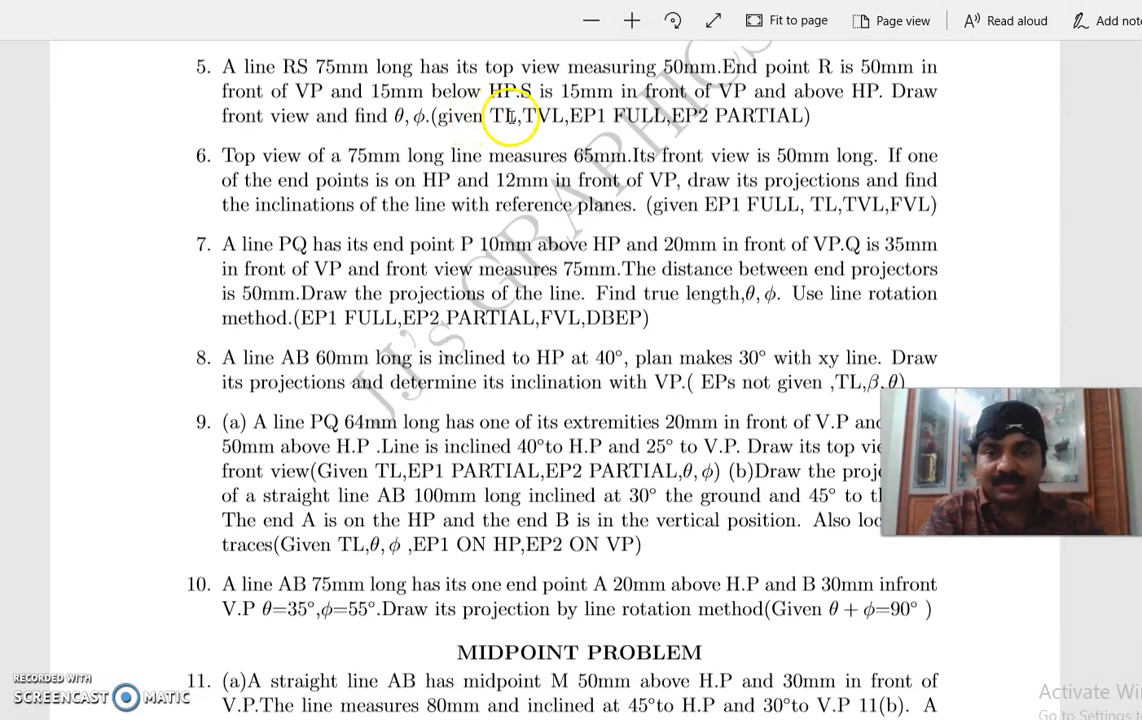 Fit to page
Page view
Read aloud
Add not
5. A line RS 75mm long has its top view measuring 50mm.End point R is 50mm in
front of VP and 15mm below HP.S is 15mm in front of VP and above HP. Draw
front view and find θ, ϕ.(given TL,TVL,EP1 FULL,EP2 PARTIAL)
6. Top view of a 75mm long line measures 65mm.Its front view is 50mm long. If one
of the end points is on HP and 12mm in front of VP, draw its projections and find
the inclinations of the line with reference planes. (given EP1 FULL, TL,TVL,FVL)
7. A line PQ has its end point P 10mm above HP and 20mm in front of VP.Q is 35mm
in front of VP and front view measures 75mm.The distance between end projectors
is 50mm.Draw the projections of the line. Find true length,θ, ϕ. Use line rotation
method.(EP1 FULL,EP2 PARTIAL,FVL,DBEP)
8. A line AB 60mm long is inclined to HP at 40°, plan makes 30° with xy line. Draw
its projections and determine its inclination with VP.( EPs not given ,TL,β,θ)
9. (a) A line PQ 64mm long has one of its extremities 20mm in front of V.P and
50mm above H.P .Line is inclined 40°to H.P and 25° to V.P. Draw its top vie
front view(Given TL,EP1 PARTIAL,EP2 PARTIAL,θ, ϕ) (b)Draw the proj
of a straight line AB 100mm long inclined at 30° the ground and 45° to t
The end A is on the HP and the end B is in the vertical position. Also loc
traces(Given TL,θ, ϕ ,EP1 ON HP,EP2 ON VP)
10. A line AB 75mm long has its one end point A 20mm above H.P and B 30mm infront
V.P θ=35°,ϕ=55°.Draw its projection by line rotation method(Given θ + ϕ=90° )
MIDPOINT PROBLEM
11. (a)A straight line AB has midpoint M 50mm above H.P and 30mm in front of
V.P.The line measures 80mm and inclined at 45°to H.P and 30°to V.P 11(b). A
JJ's GRAPHICS
RECORDED WITH
SCREENCAST MATIC
Activate Wi
Go to Settings t